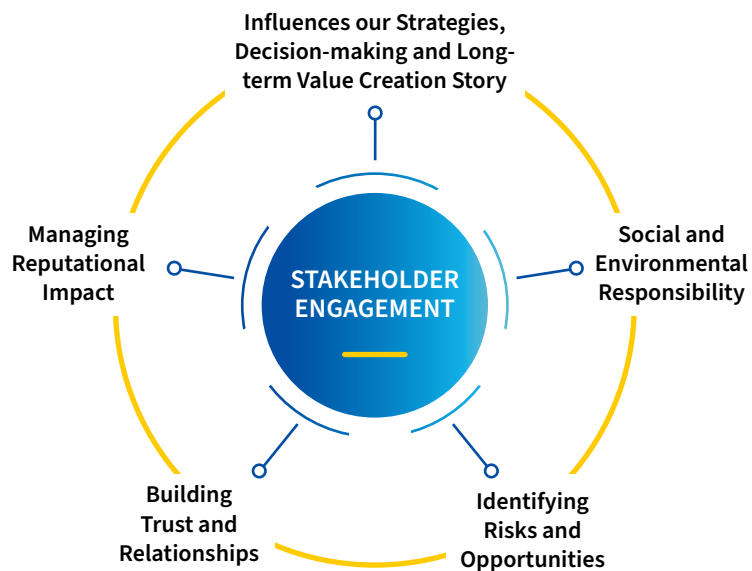 Influences our Strategies,
Decision-making and Long-
term Value Creation Story
Managing
Reputational
Impact
Social and
Environmental
Responsibility
STAKEHOLDER
ENGAGEMENT
Building
Trust and
Relationships
Identifying
Risks and
Opportunities